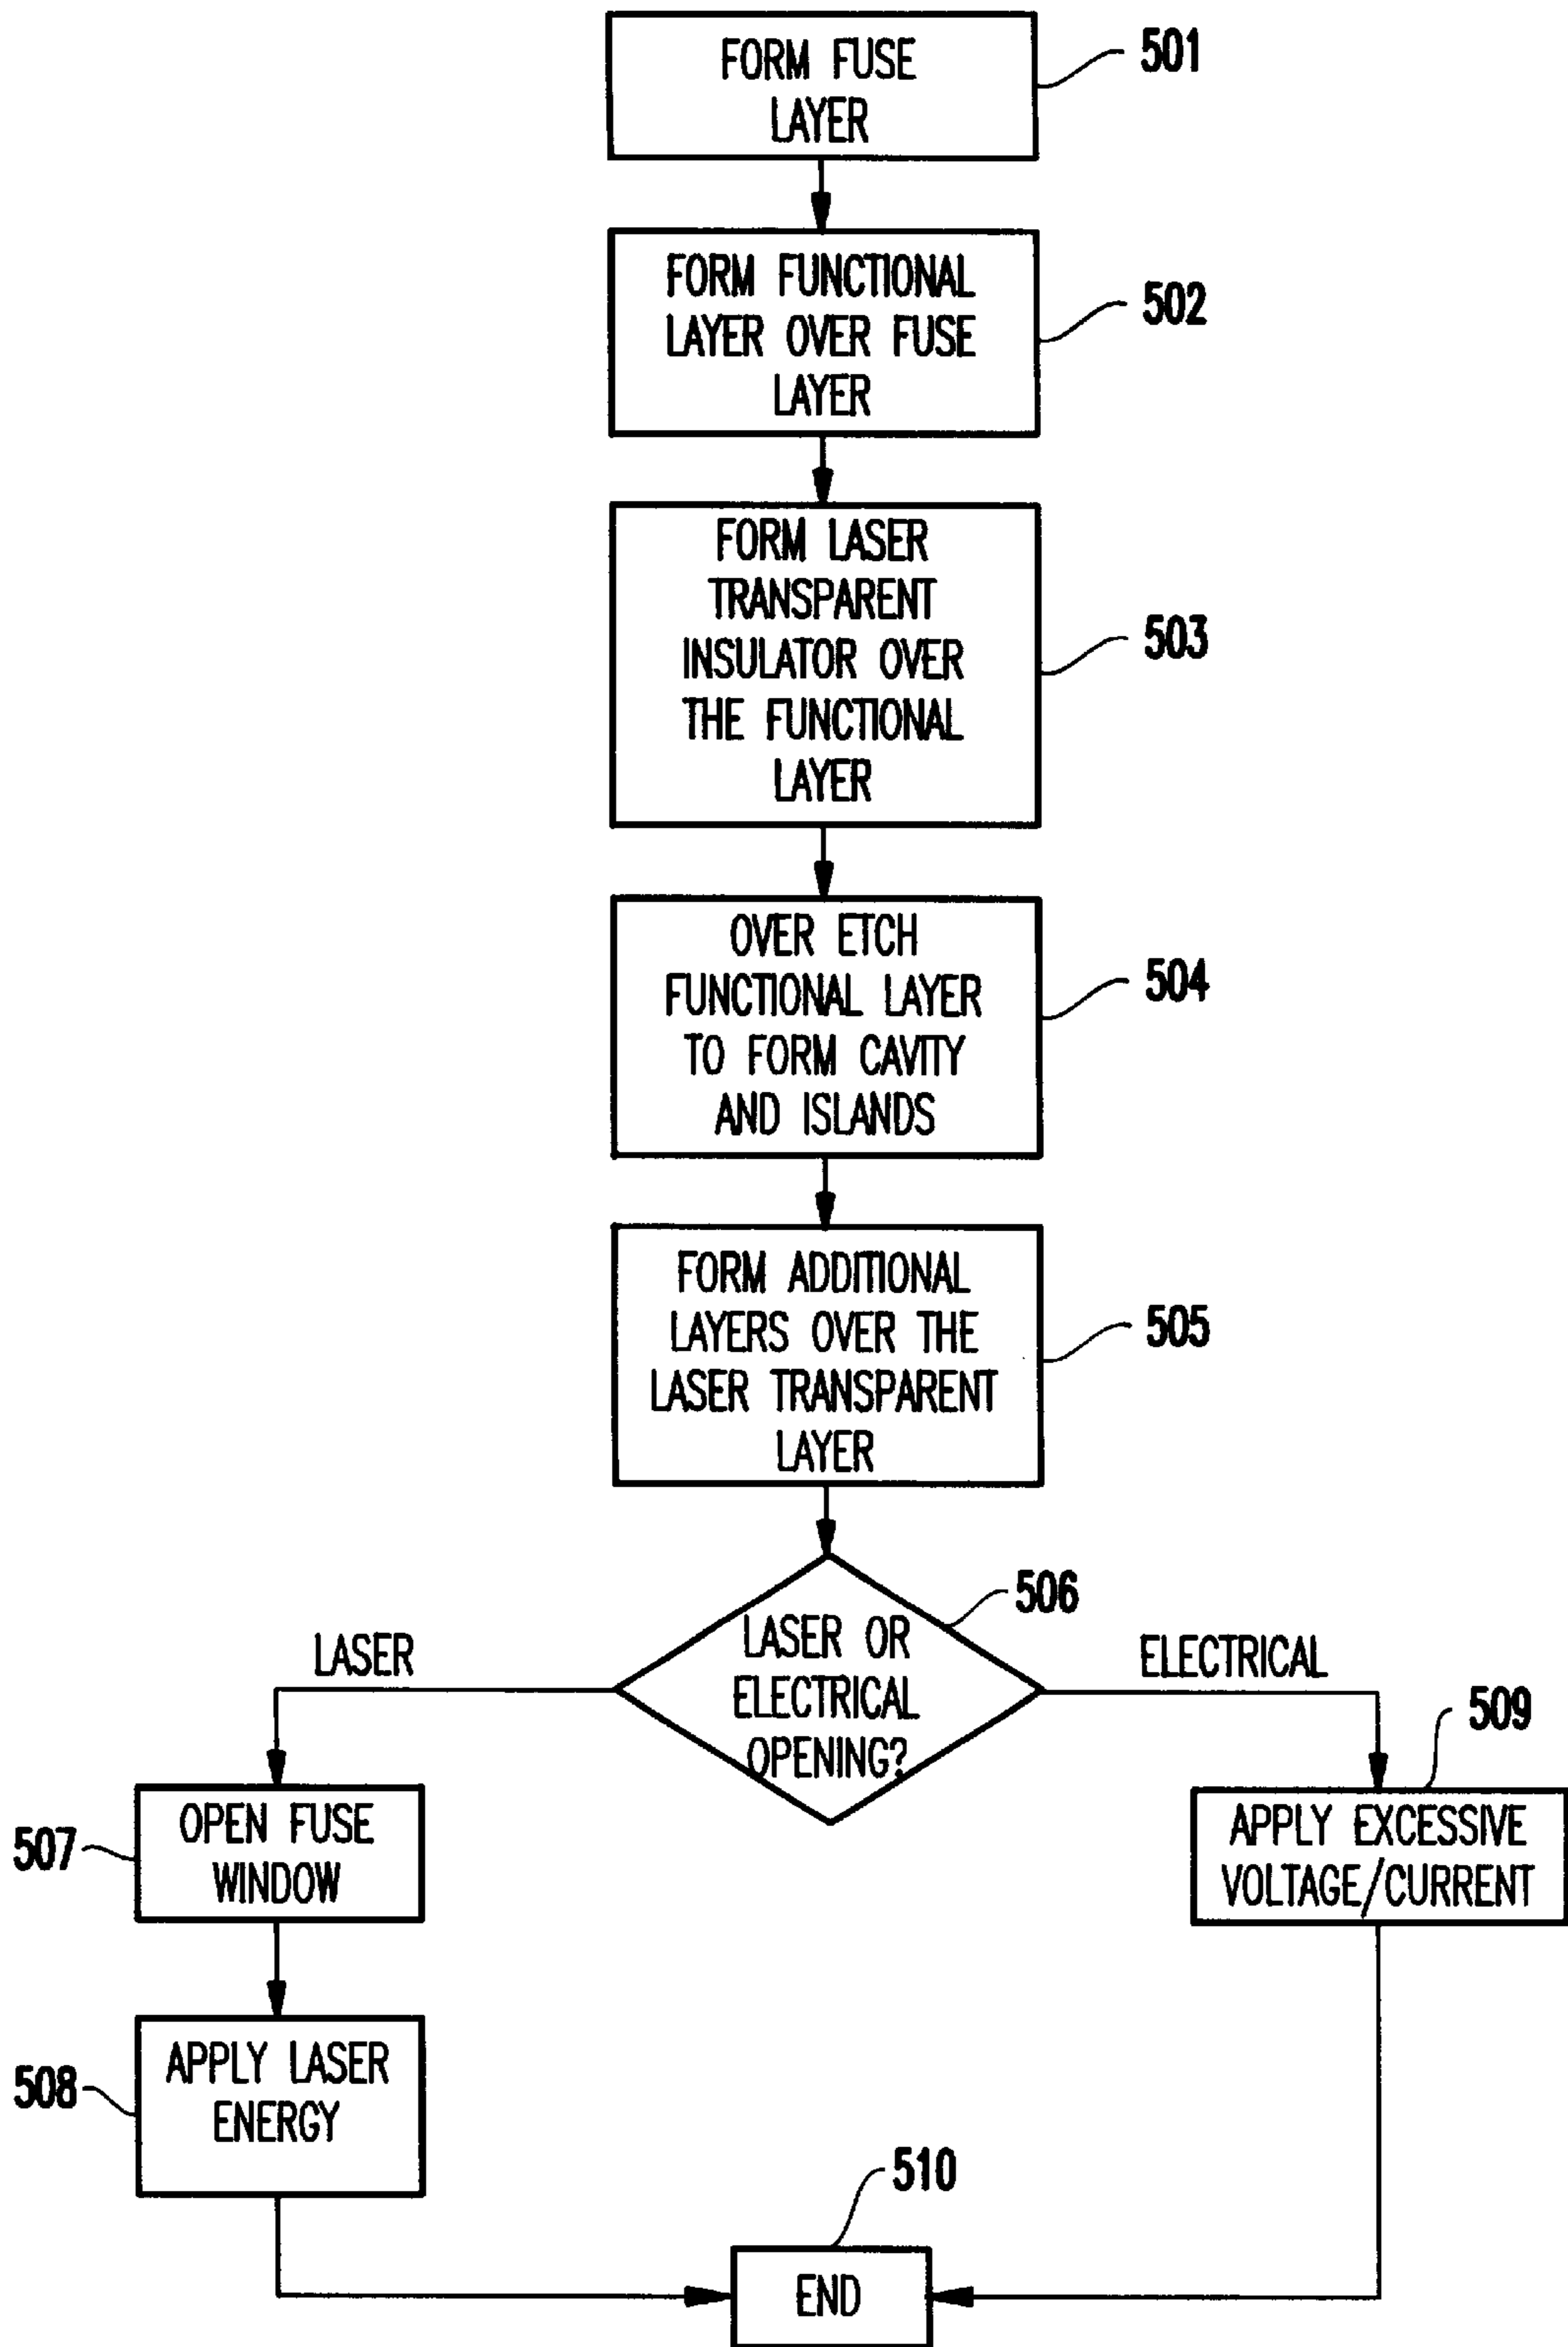 FORM FUSE
LAYER
501
FORM FUNCTIONAL
LAYER OVER FUSE
LAYER
502
FORM LASER
TRANSPARENT
INSULATOR OVER
THE FUNCTIONAL
LAYER
503
OVER ETCH
FUNCTIONAL LAYER
TO FORM CAVITY
AND ISLANDS
504
FORM ADDITIONAL
LAYERS OVER THE
LASER TRANSPARENT
LAYER
505
LASER OR
ELECTRICAL
OPENING?
506
LASER
ELECTRICAL
OPEN FUSE
WINDOW
507
APPLY EXCESSIVE
VOLTAGE/CURRENT
509
APPLY LASER
ENERGY
508
END
510